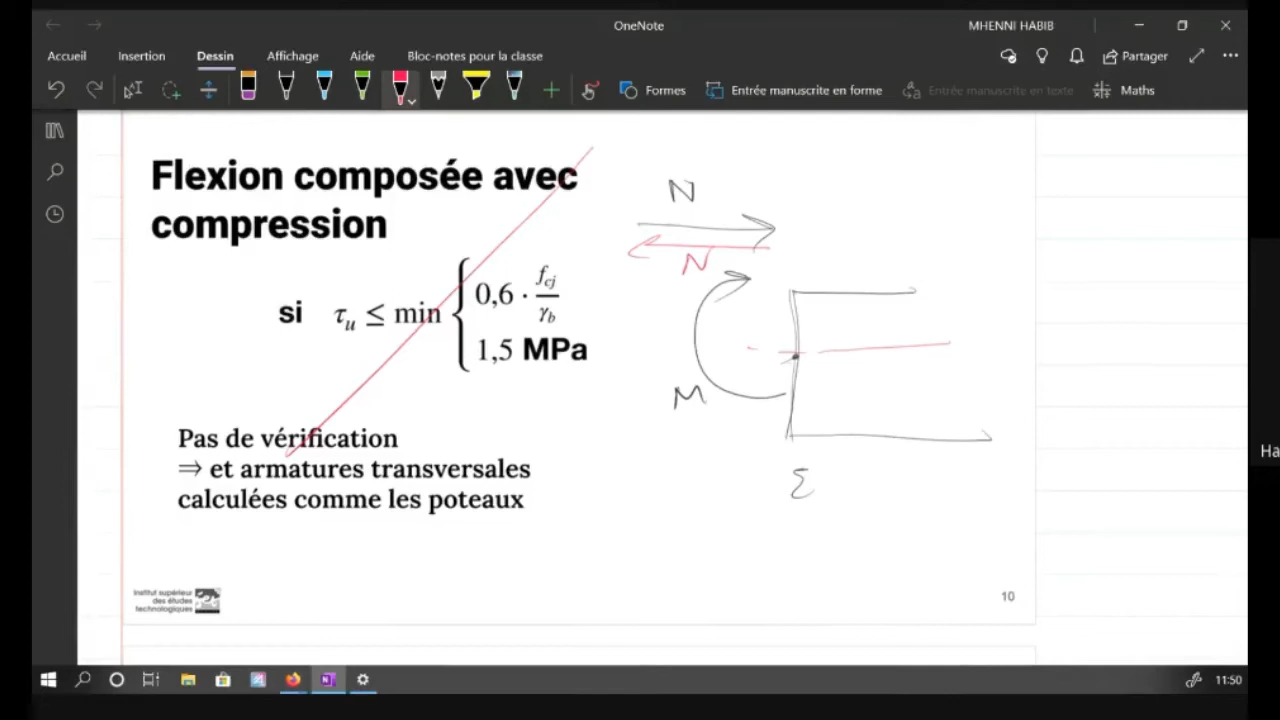 OneNote
MHENNI HABIB
Accueil Insertion Dessin Affichage Aide Bloc-notes pour la classe
Partager
Formes Entrée manuscrite en forme Entrée manuscrite en texte Maths
Flexion composée avec
compression
si τu ≤ min { 0,6 · fcj/γb
1,5 MPa
Pas de vérification
⇒ et armatures transversales
calculées comme les poteaux
N
N
M
Σ
Institut supérieur
des études
technologiques
10
Ha
11:50